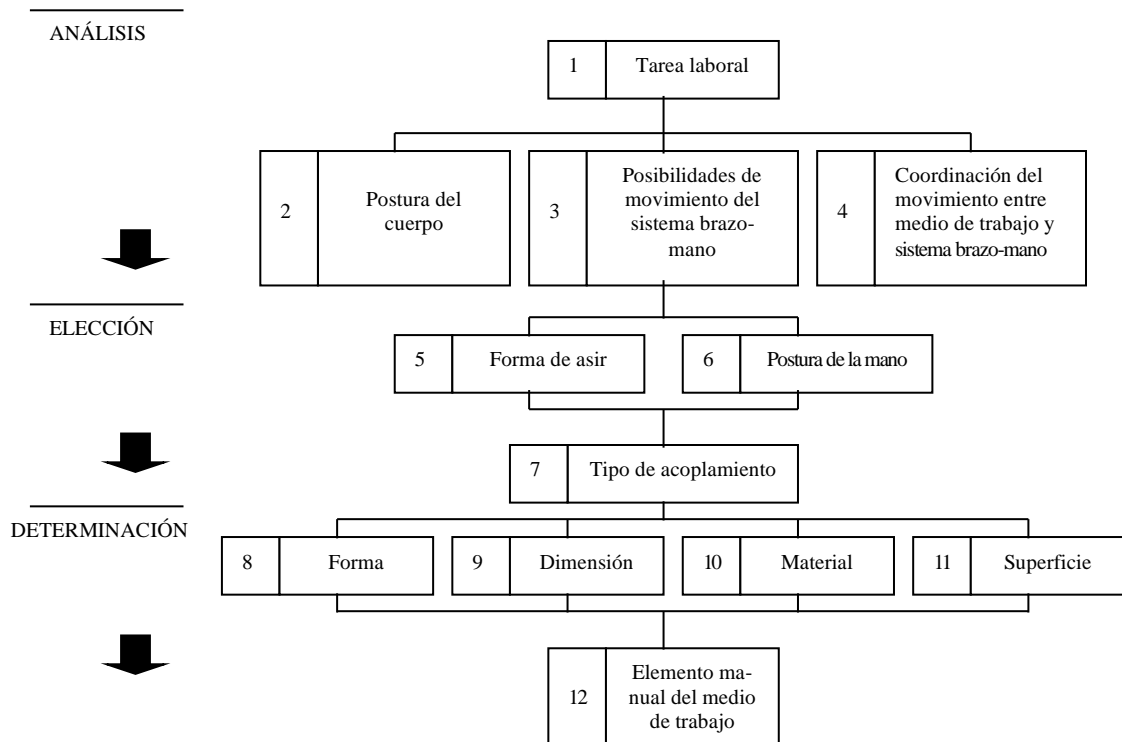 ANÁLISIS
1 Tarea laboral
2 Postura del
cuerpo
3 Posibilidades de
movimiento del
sistema brazo-
mano
4 Coordinación del
movimiento entre
medio de trabajo y
sistema brazo-mano
ELECCIÓN
5 Forma de asir
6 Postura de la mano
7 Tipo de acoplamiento
DETERMINACIÓN
8 Forma
9 Dimensión
10 Material
11 Superficie
12 Elemento ma-
nual del medio
de trabajo